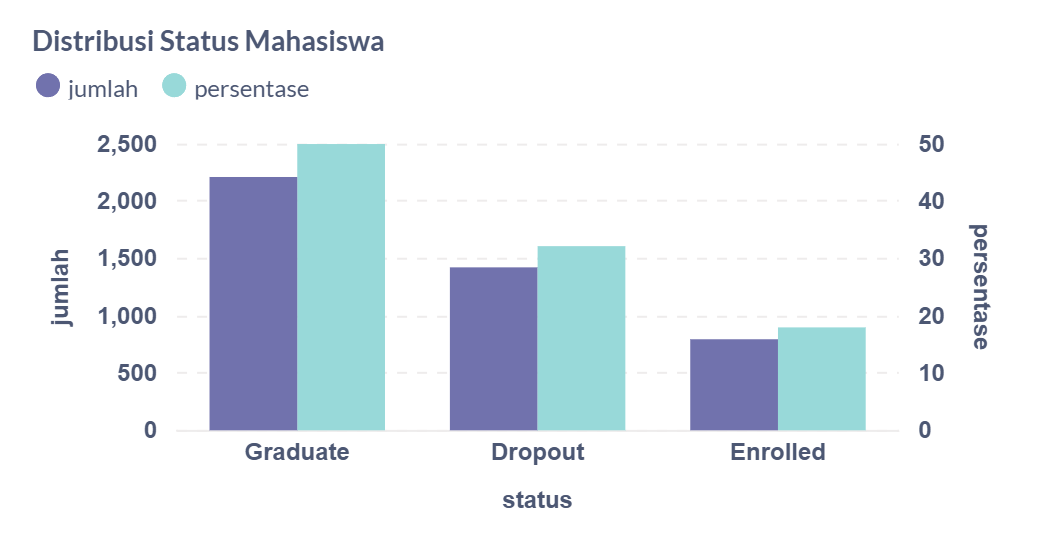 Distribusi Status Mahasiswa
jumlah persentase
2,500 50
2,000 40
1,500 30
1,000 20
500 10
0 0
jumlah
persentase
Graduate Dropout Enrolled
status